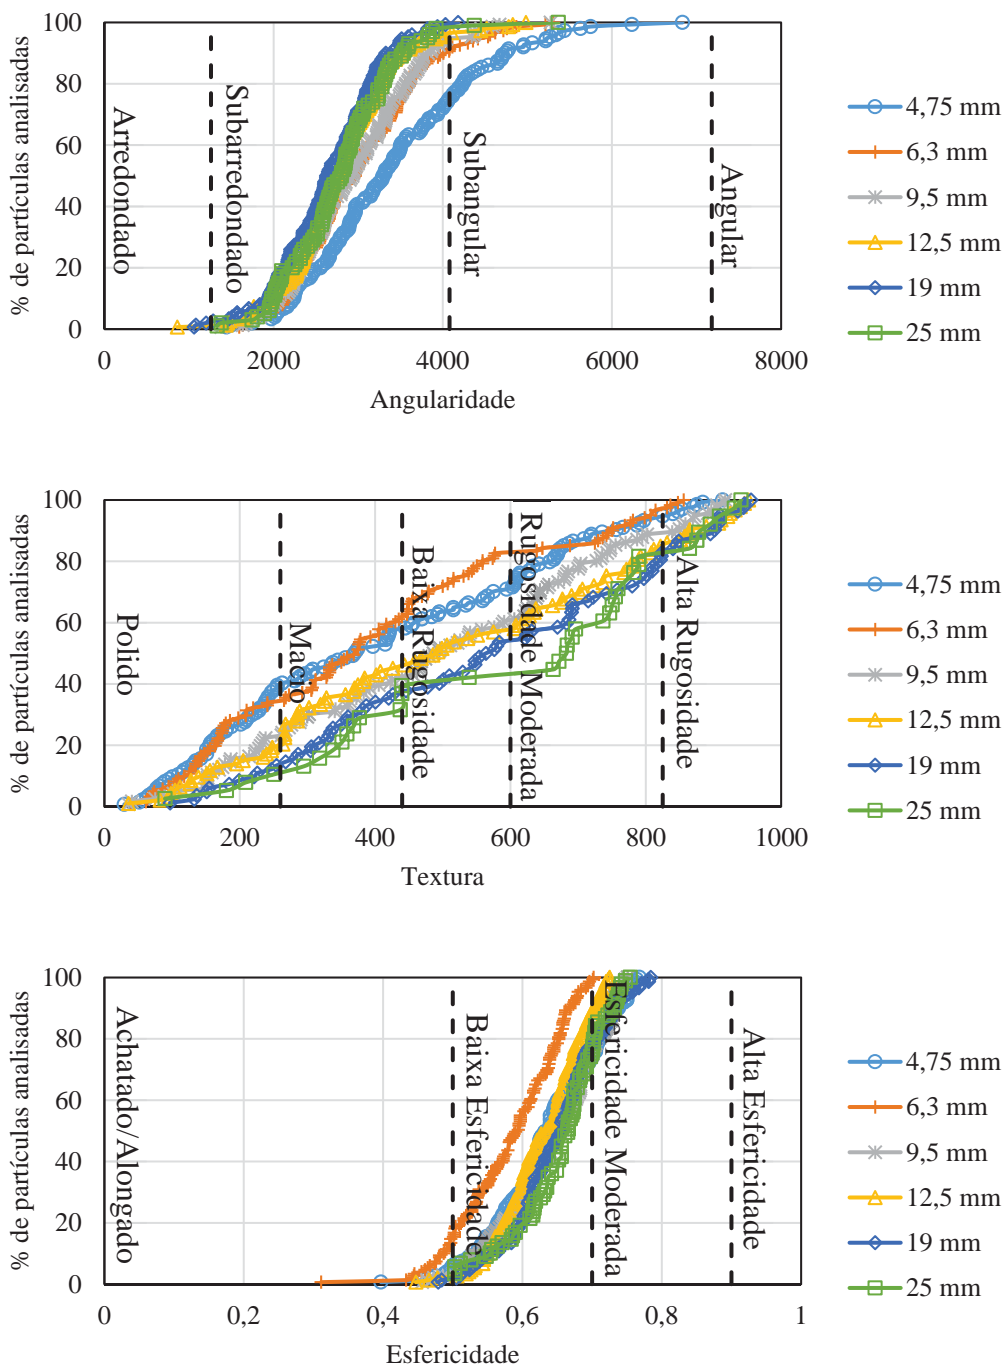 % de partículas analisadas
100
80
60
40
20
0
Arredondado
Subarredondado
Subangular
Angular
0
2000
4000
6000
8000
Angularidade
4,75 mm
6,3 mm
9,5 mm
12,5 mm
19 mm
25 mm
% de partículas analisadas
100
80
60
40
20
0
Polido
Macio
Baixa Rugosidade
Rugosidade Moderada
Alta Rugosidade
0
200
400
600
800
1000
Textura
4,75 mm
6,3 mm
9,5 mm
12,5 mm
19 mm
25 mm
% de partículas analisadas
100
80
60
40
20
0
Achatado/Alongado
Baixa Esfericidade
Esfericidade Moderada
Alta Esfericidade
0
0,2
0,4
0,6
0,8
1
Esfericidade
4,75 mm
6,3 mm
9,5 mm
12,5 mm
19 mm
25 mm